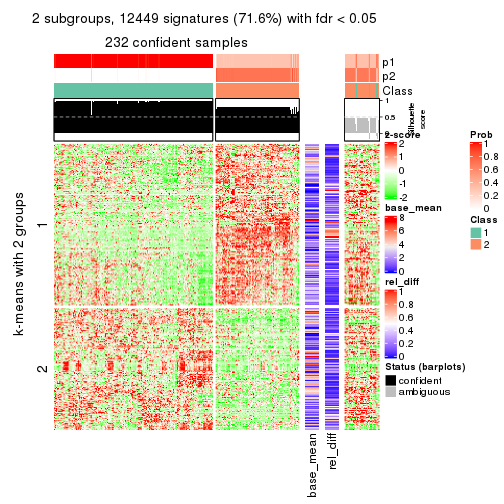 2 subgroups, 12449 signatures (71.6%) with fdr < 0.05
232 confident samples
p1
p2
Class
1
0.5
0
Silhouette
score
k-means with 2 groups
1
2
base_mean
rel_diff
z-score
2
1
0
-1
-2
base_mean
8
6
4
2
0
rel_diff
1
0.8
0.6
0.4
0.2
0
Status (barplots)
confident
ambiguous
Prob
1
0.8
0.6
0.4
0.2
0
Class
1
2